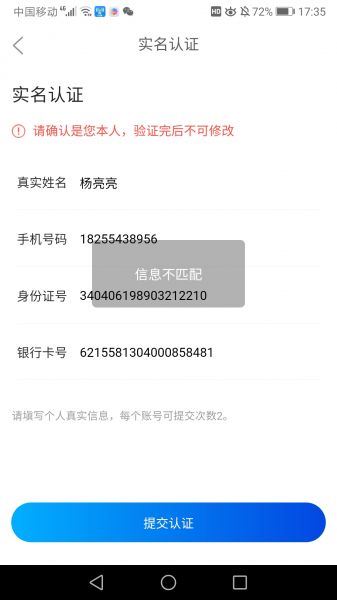 中国移动 4G HD 72% 17:35
实名认证
实名认证
请确认是您本人，验证完后不可修改
真实姓名 杨亮亮
手机号码 18255438956
信息不匹配
身份证号 340406198903212210
银行卡号 6215581304000858481
请填写个人真实信息，每个账号可提交次数2。
提交认证